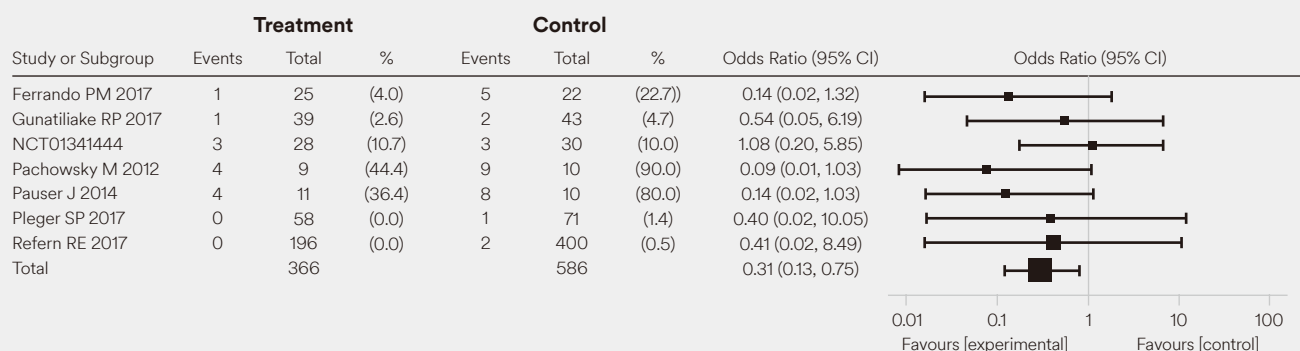 Treatment Control
Study or Subgroup Events Total % Events Total % Odds Ratio (95% CI) Odds Ratio (95% CI)
Ferrando PM 2017 1 25 (4.0) 5 22 (22.7)) 0.14 (0.02, 1.32)
Gunatiliake RP 2017 1 39 (2.6) 2 43 (4.7) 0.54 (0.05, 6.19)
NCT01341444 3 28 (10.7) 3 30 (10.0) 1.08 (0.20, 5.85)
Pachowsky M 2012 4 9 (44.4) 9 10 (90.0) 0.09 (0.01, 1.03)
Pauser J 2014 4 11 (36.4) 8 10 (80.0) 0.14 (0.02, 1.03)
Pleger SP 2017 0 58 (0.0) 1 71 (1.4) 0.40 (0.02, 10.05)
Refern RE 2017 0 196 (0.0) 2 400 (0.5) 0.41 (0.02, 8.49)
Total 366 586 0.31 (0.13, 0.75)
0.01 0.1 1 10 100
Favours [experimental] Favours [control]